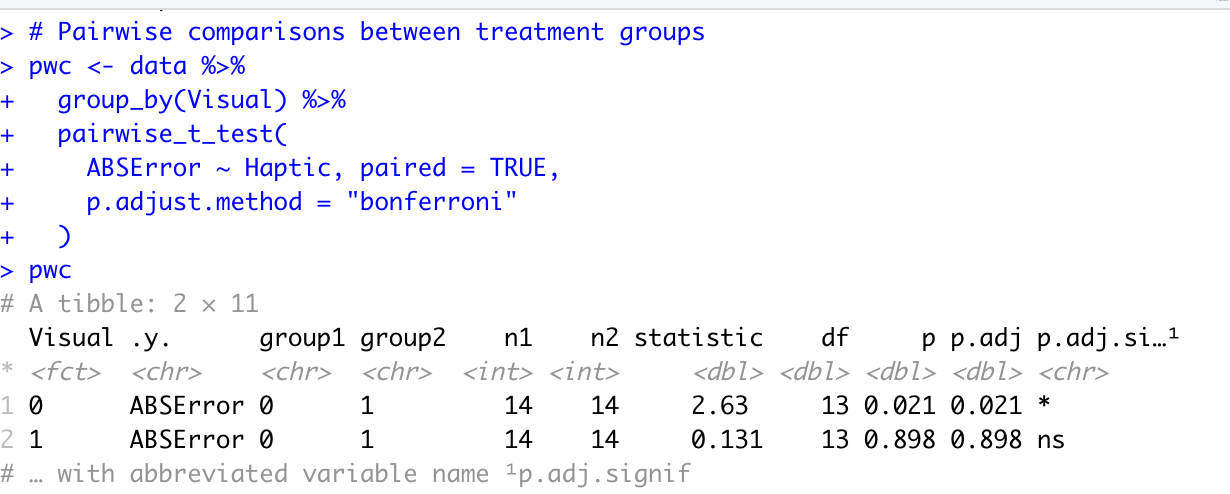 > # Pairwise comparisons between treatment groups
> pwc <- data %>%
+   group_by(Visual) %>%
+   pairwise_t_test(
+     ABSError ~ Haptic, paired = TRUE,
+     p.adjust.method = "bonferroni"
+   )
> pwc
# A tibble: 2 × 11
  Visual .y.      group1 group2    n1    n2 statistic    df     p p.adj p.adj.si…¹
* <fct>  <chr>    <chr>  <chr>  <int> <int>     <dbl> <dbl> <dbl> <dbl> <chr>
1 0      ABSError 0      1         14    14     2.63     13 0.021 0.021 *
2 1      ABSError 0      1         14    14     0.131    13 0.898 0.898 ns
# … with abbreviated variable name ¹p.adj.signif